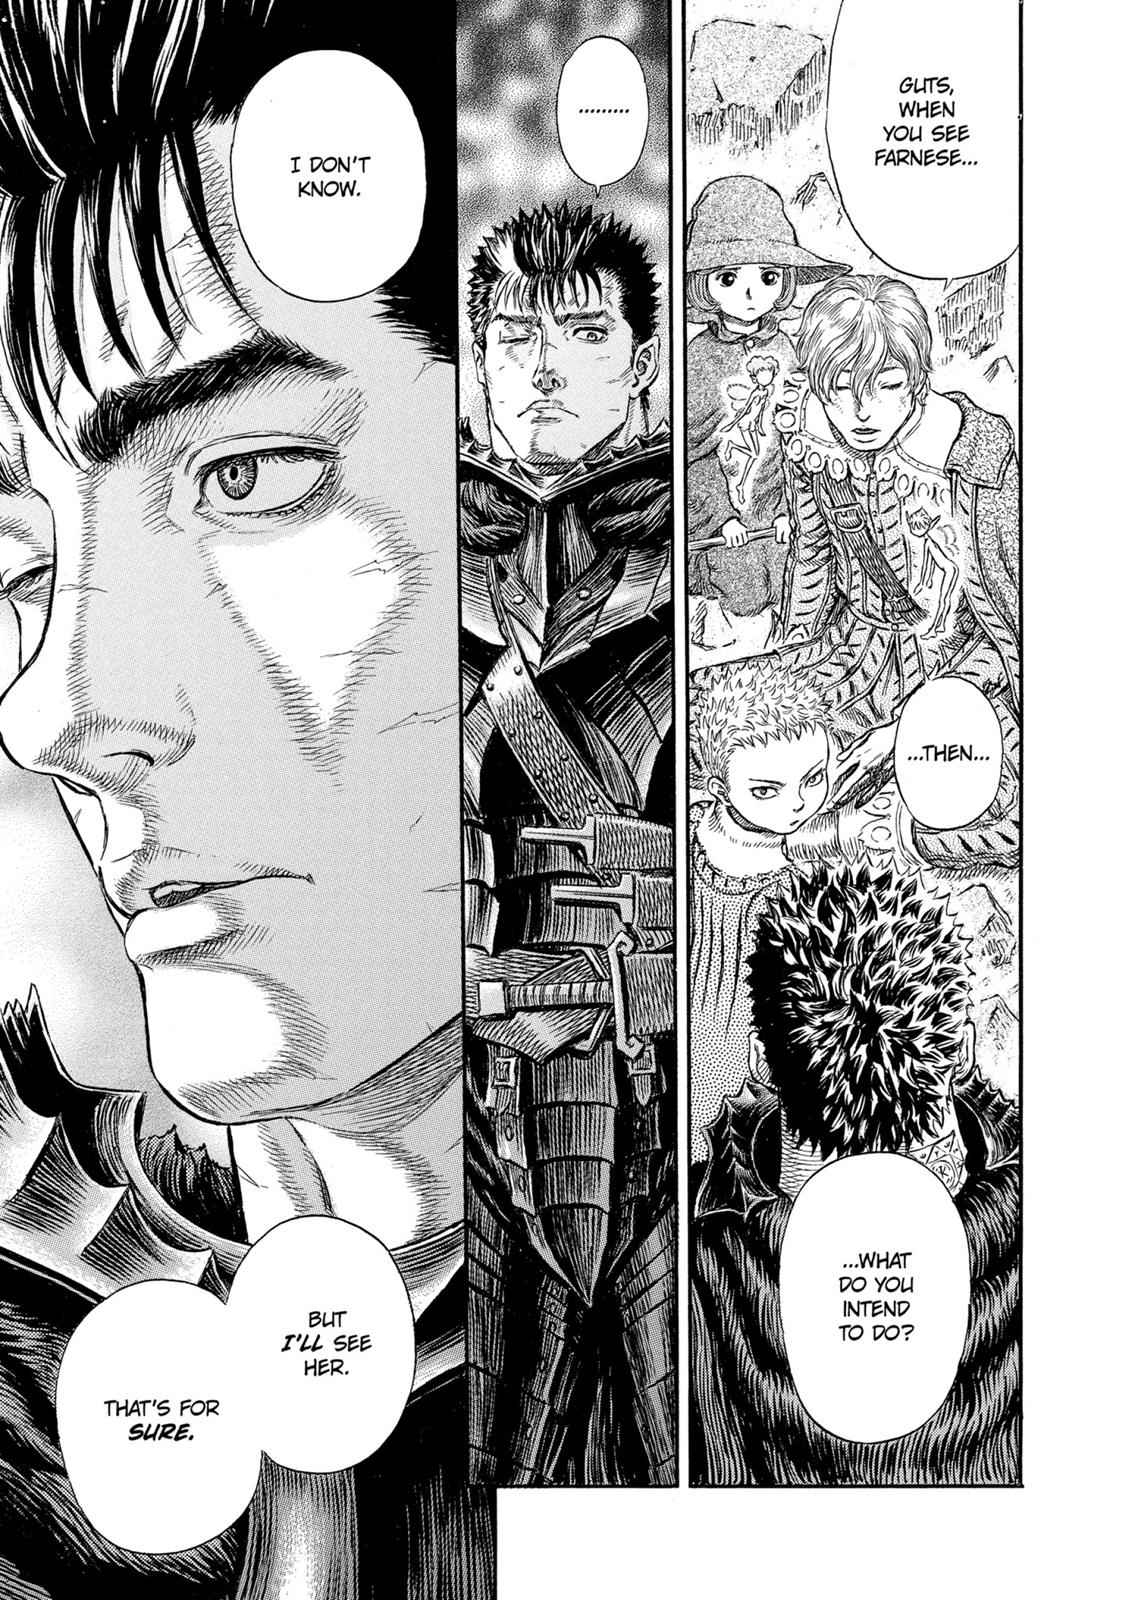 GUTS,
WHEN
YOU SEE
FARNESE...
...THEN...
...WHAT
DO YOU
INTEND
TO DO?
..........
I DON'T
KNOW.
BUT
I'LL SEE
HER.
THAT'S FOR
SURE.